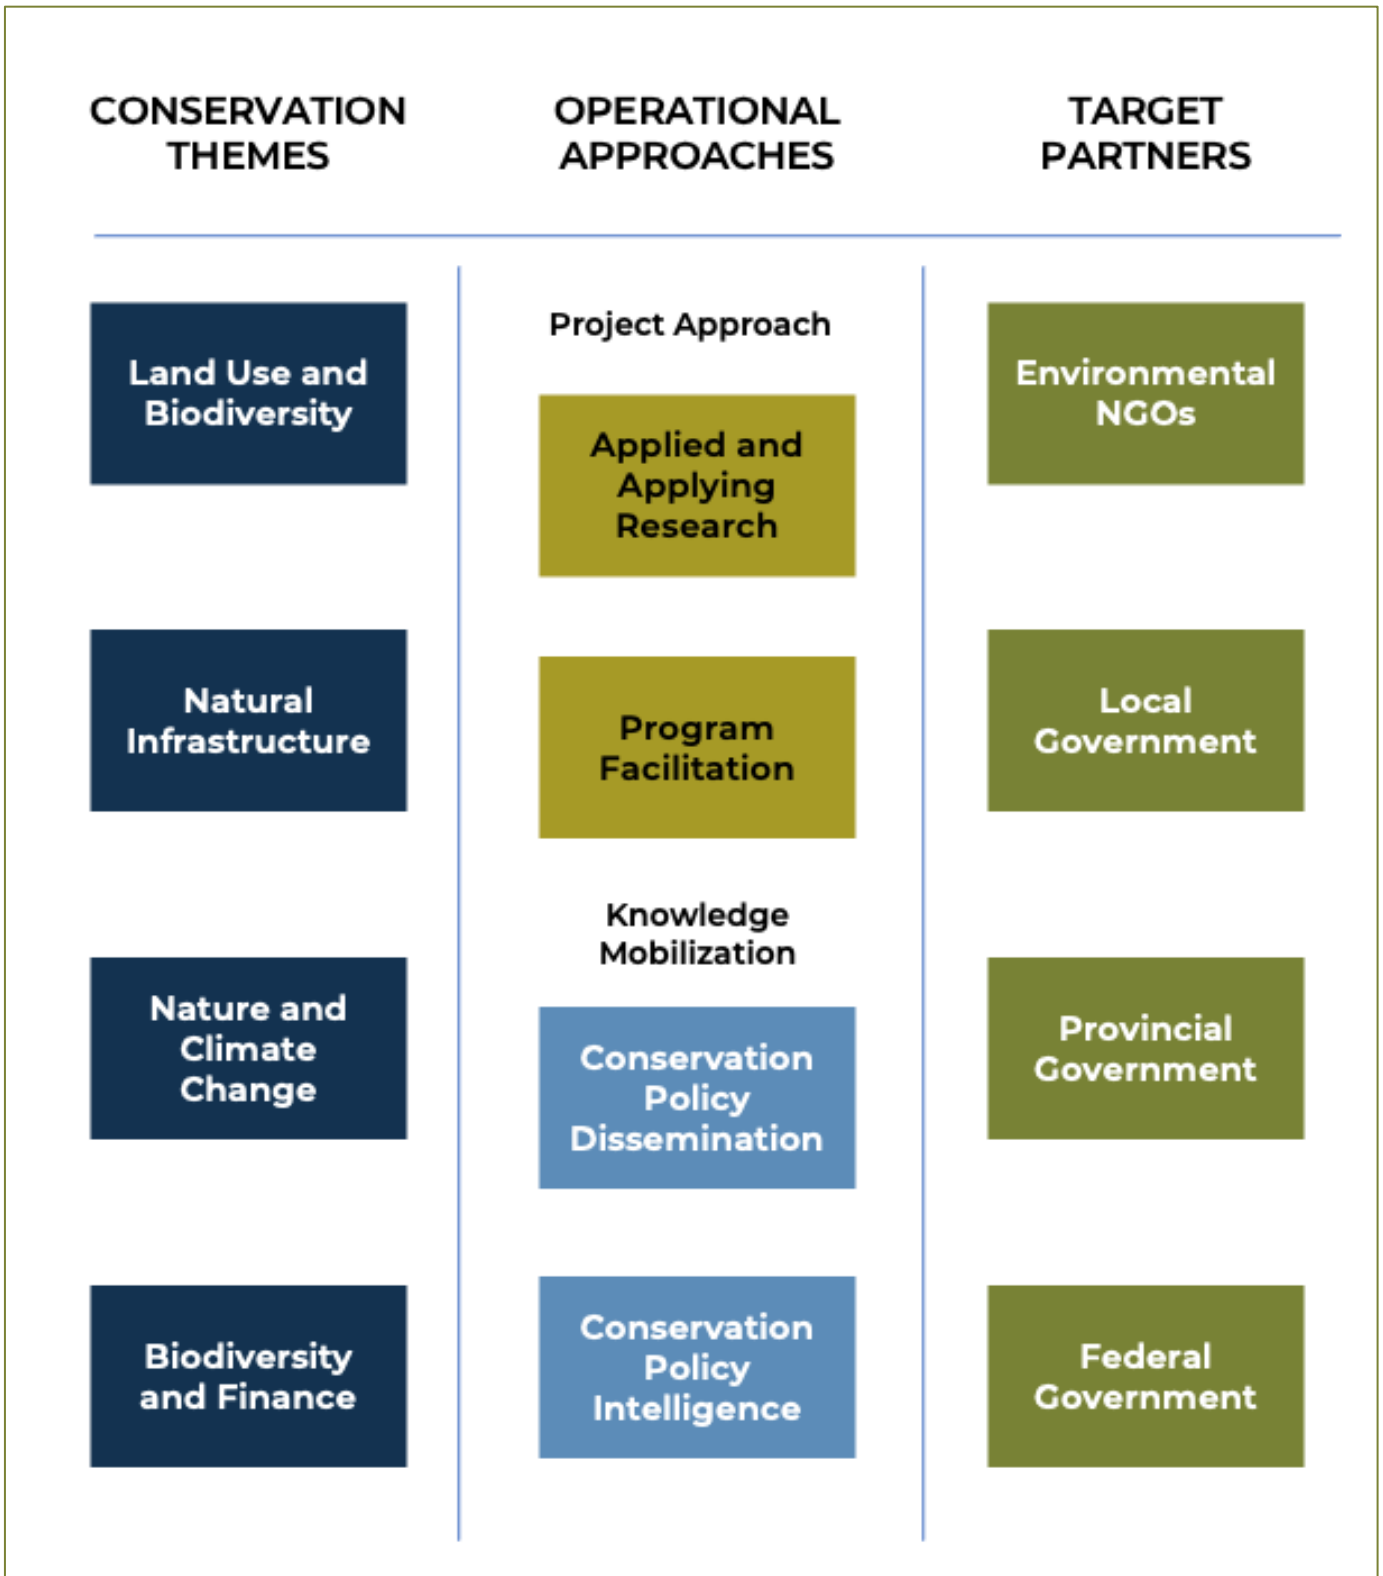 CONSERVATION
THEMES
Land Use and
Biodiversity
Natural
Infrastructure
Nature and
Climate
Change
Biodiversity
and Finance
OPERATIONAL
APPROACHES
Project Approach
Applied and
Applying
Research
Program
Facilitation
Knowledge
Mobilization
Conservation
Policy
Dissemination
Conservation
Policy
Intelligence
TARGET
PARTNERS
Environmental
NGOs
Local
Government
Provincial
Government
Federal
Government